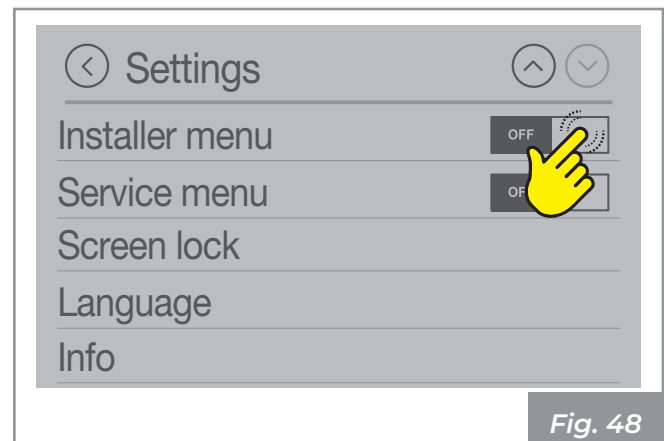 Settings
Installer menu OFF
Service menu
Screen lock
Language
Info
Fig. 48